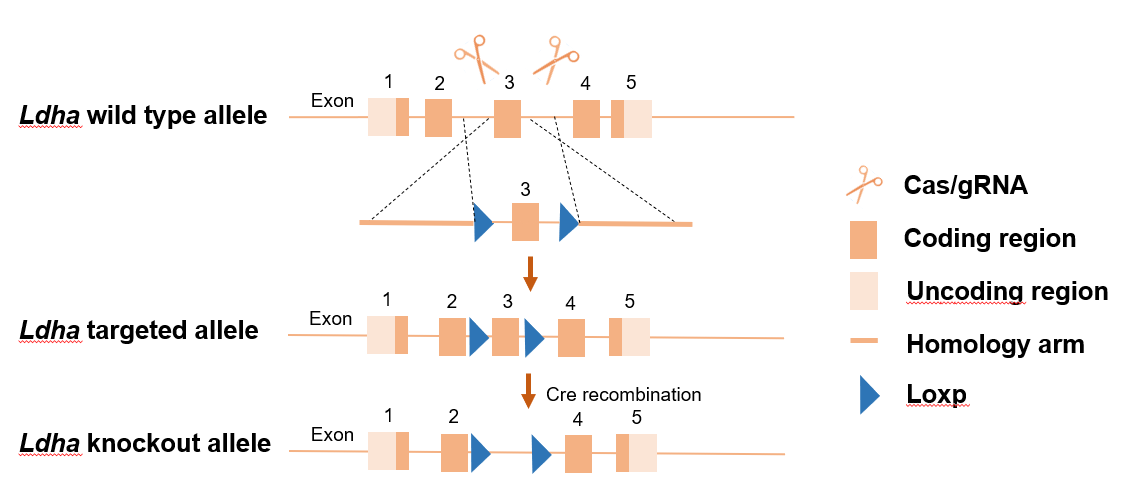 1 2 3 4 5
Ldha wild type allele Exon
3
Cas/gRNA
Coding region
Uncoding region
Homology arm
Loxp
1 2 3 4 5
Ldha targeted allele Exon
Cre recombination
1 2 4 5
Ldha knockout allele Exon